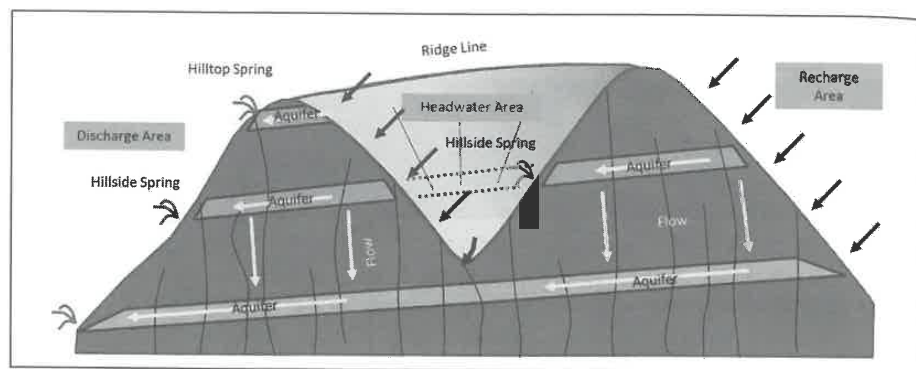 Ridge Line
Hilltop Spring
Recharge
Area
Headwater Area
Aquifer
Discharge Area
Hillside Spring
Aquifer
Hillside Spring
Aquifer
Flow
Flow
Aquifer
Aquifer